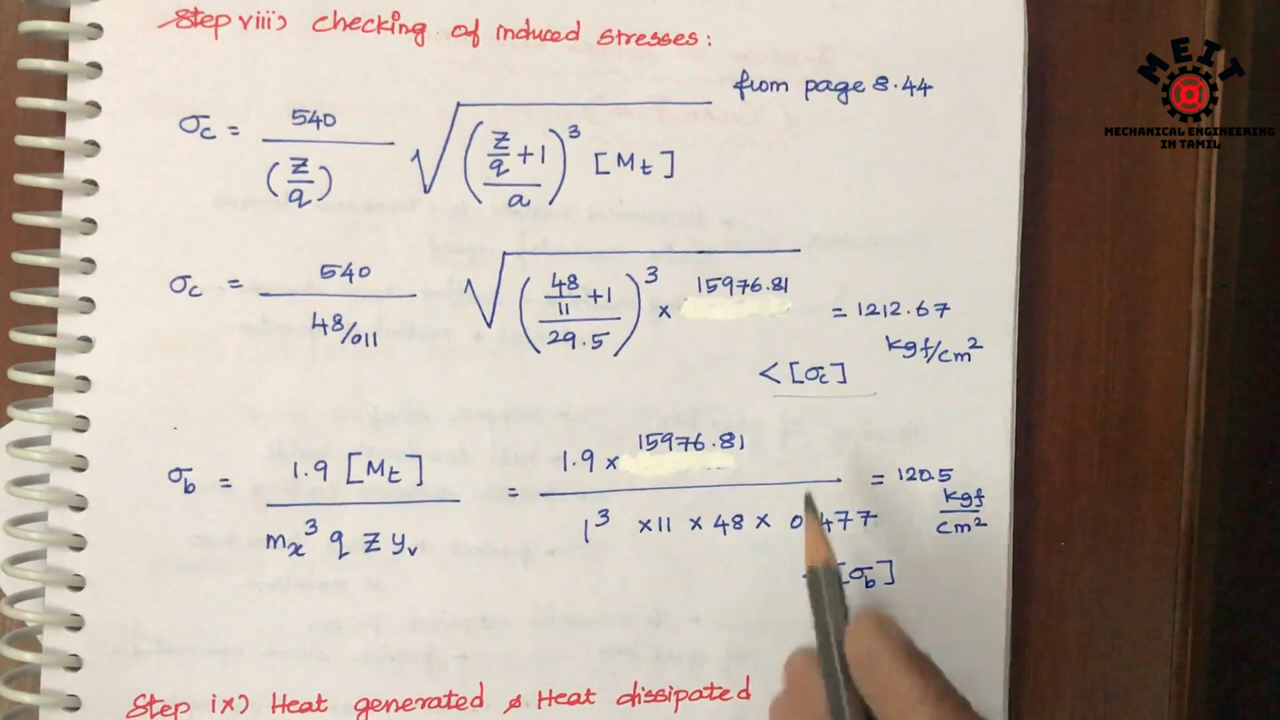 Step viii) Checking of induced stresses:
from page 8.44
σc = 540 / (z/q) √ ( (z/q + 1) / a )³ [Mt]
σc = 540 / 48/011 √ ( (48/11 + 1) / 29.5 )³ × 15976.81 = 1212.67
kgf/cm²
< [σc]
σb = 1.9 [Mt] / mx³ q z yv = 1.9 × 15976.81 / 1³ × 11 × 48 × 0.477 = 120.5 kgf/cm²
[σb]
Step ix) Heat generated & Heat dissipated
MEIT
MECHANICAL ENGINEERING
IN TAMIL